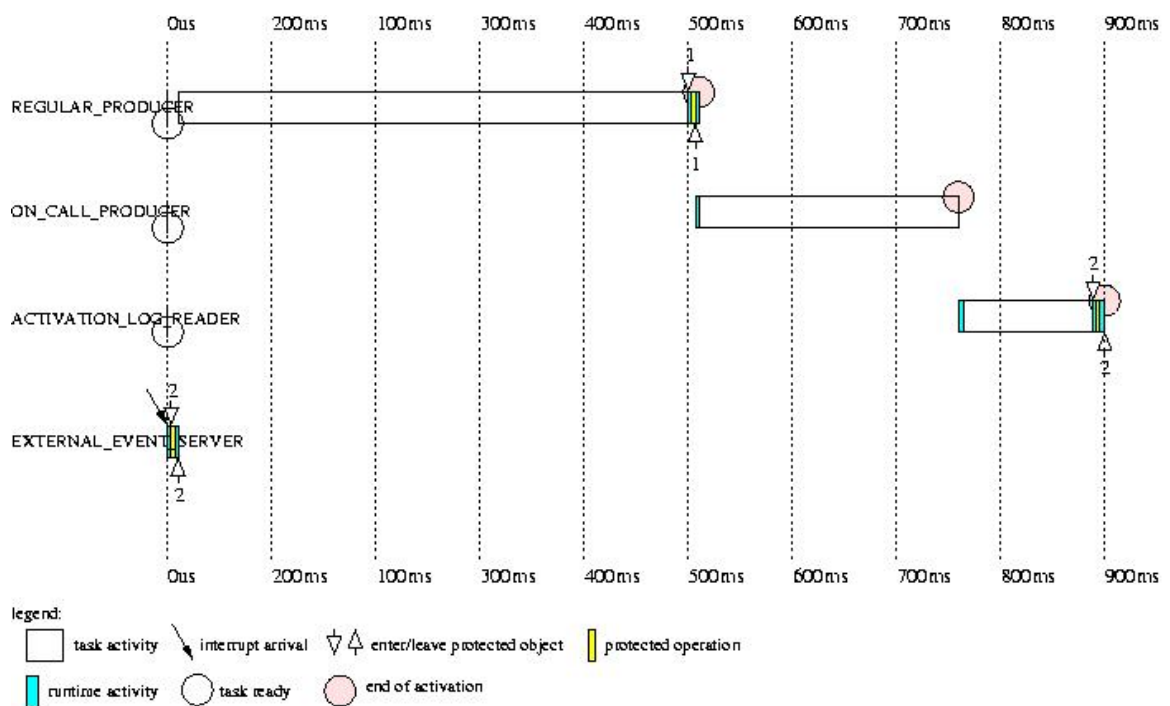 0us 200ms 100ms 300ms 400ms 500ms 600ms 700ms 800ms 900ms
1
REGULAR_PRODUCER
1
ON_CALL_PRODUCER
2
ACTIVATION_LOG_READER
2
2
EXTERNAL_EVENT_SERVER
2
0us 200ms 100ms 300ms 400ms 500ms 600ms 700ms 800ms 900ms
legend:
task activity interrupt arrival enter/leave protected object protected operation
runtime activity task ready end of activation